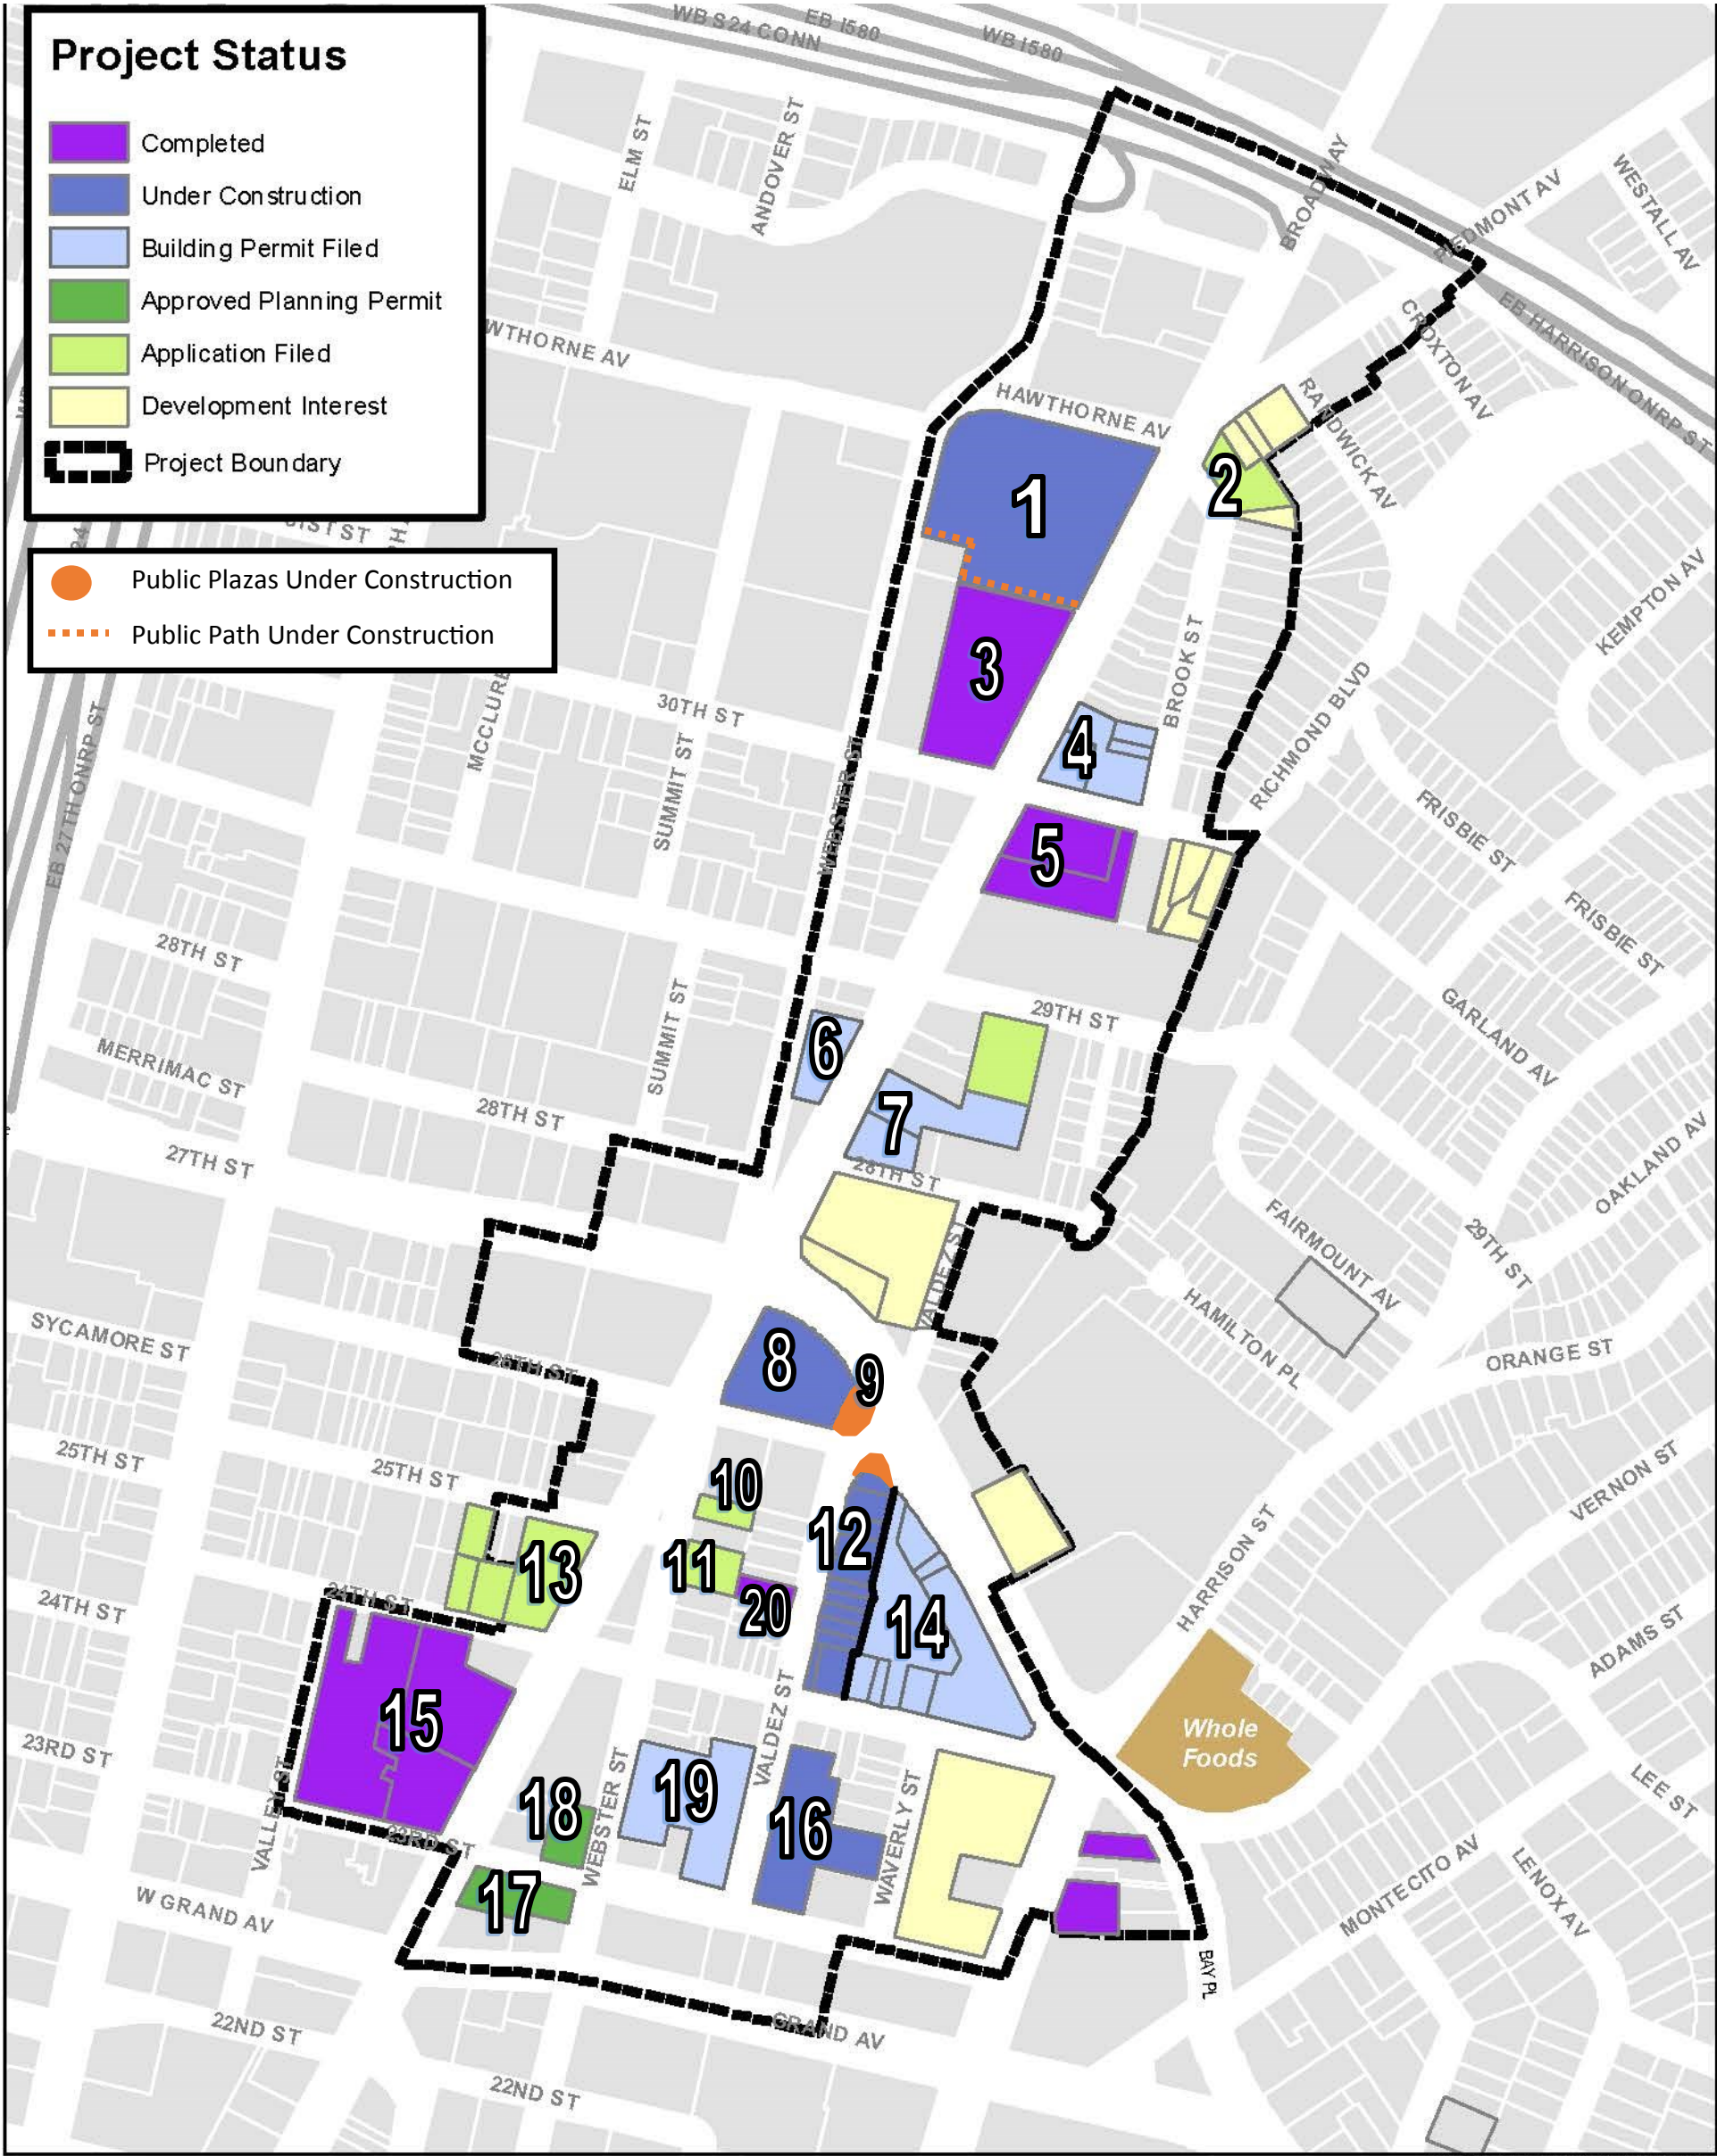 Project Status
Completed
Under Construction
Building Permit Filed
Approved Planning Permit
Application Filed
Development Interest
Project Boundary
Public Plazas Under Construction
Public Path Under Construction
WB S24 CONN
EB I580
WB I580
ELM ST
ANDOVER ST
BROADWAY
WESTALL AV
CROXTON AV
EB HARRISON ONRP ST
WTHORNE AV
HAWTHORNE AV
RANDWICK AV
1
2
24
KEMPTON AV
3
BROOK ST
MCCLURE
30TH ST
SUMMIT ST
WEBSTER ST
RICHMOND BLVD
4
EB 27TH ONRP ST
5
FRISBIE ST
FRISBIE ST
28TH ST
SUMMIT ST
29TH ST
GARLAND AV
6
MERRIMAC ST
28TH ST
7
OAKLAND AV
27TH ST
28TH ST
FAIRMOUNT AV
29TH ST
VALDEZ ST
HAMILTON PL
SYCAMORE ST
26TH ST
8
9
ORANGE ST
25TH ST
25TH ST
10
VERNON ST
HARRISON ST
12
11
13
20
14
24TH ST
24TH ST
ADAMS ST
15
VALDEZ ST
Whole
Foods
23RD ST
VALLEY ST
18
WEBSTER ST
19
16
WAVERLY ST
LEE ST
23RD ST
17
W GRAND AV
MONTECITO AV
LENOX AV
BAY PL
22ND ST
GRAND AV
22ND ST